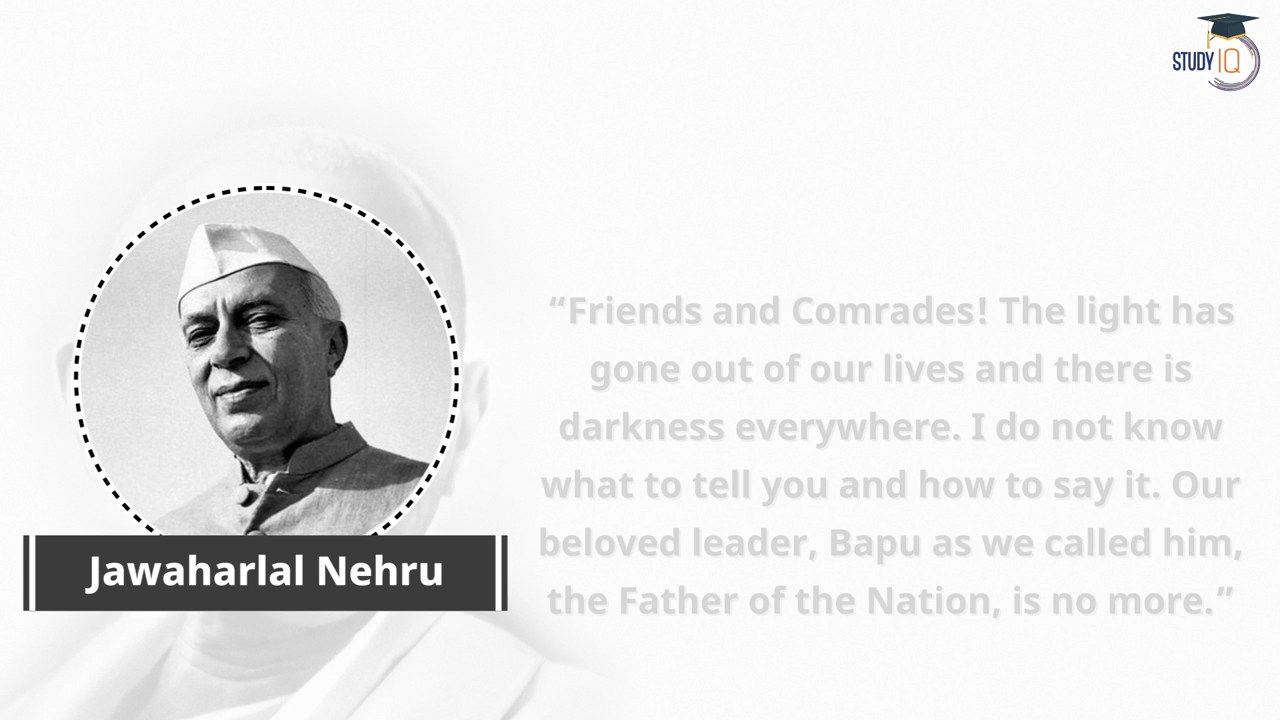 STUDY IQ
“Friends and Comrades! The light has
gone out of our lives and there is
darkness everywhere. I do not know
what to tell you and how to say it. Our
beloved leader, Bapu as we called him,
the Father of the Nation, is no more.”
Jawaharlal Nehru